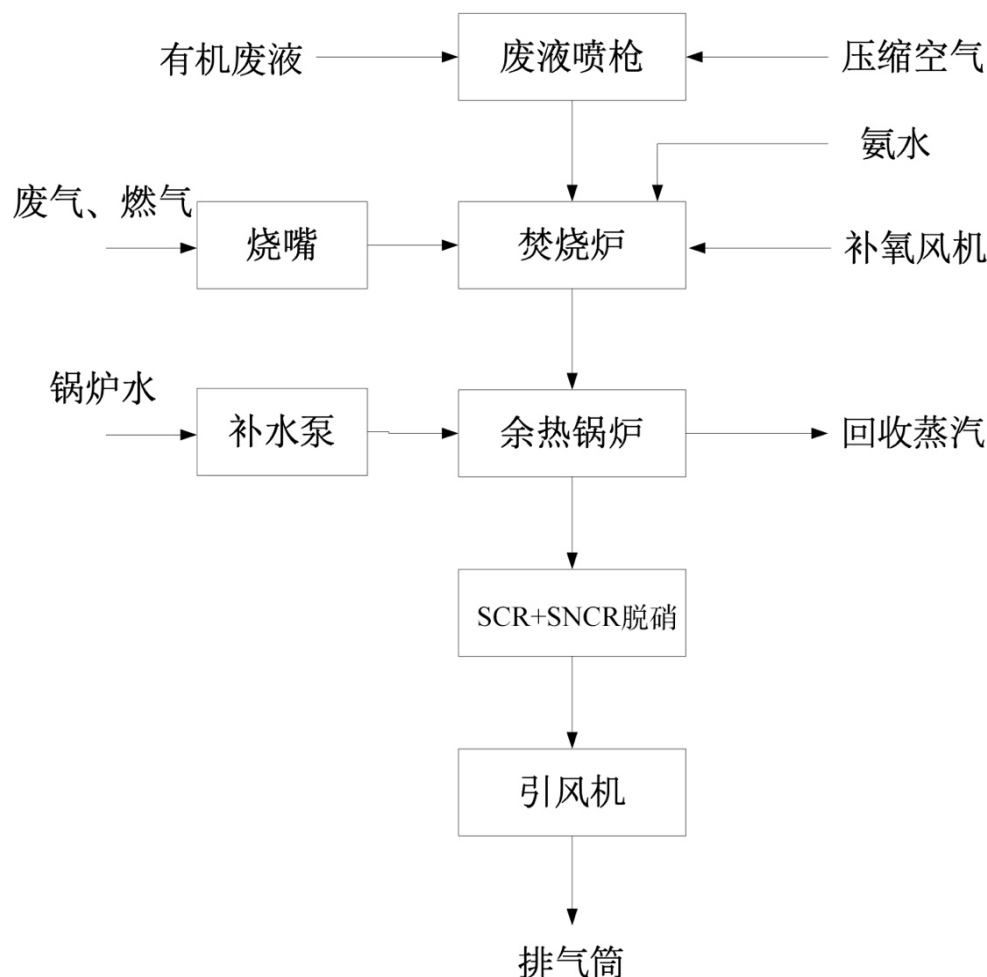 有机废液
废液喷枪
压缩空气
氨水
废气、燃气
烧嘴
焚烧炉
补氧风机
锅炉水
补水泵
余热锅炉
回收蒸汽
SCR+SNCR脱硝
引风机
排气筒